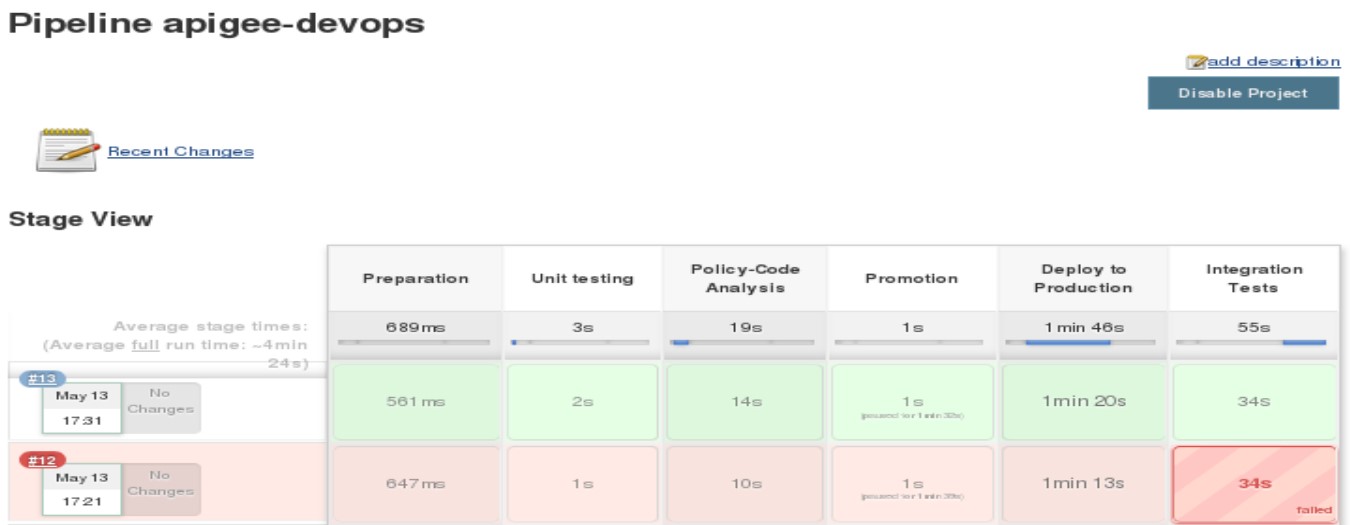 Pipeline apigee-devops
add description
Disable Project
Recent Changes
Stage View
Preparation
Unit testing
Policy-Code
Analysis
Promotion
Deploy to
Production
Integration
Tests
Average stage times:
(Average full run time: ~4min
24s)
689ms
3s
19s
1s
1min 46s
55s
#13
May 13
17:31
No
Changes
561ms
2s
14s
1s
(paused for 1min
1min 20s
34s
#12
May 13
17:21
No
Changes
647ms
1s
10s
1s
(paused for 1min
1min 13s
34s
failed